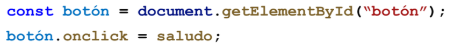 const botón = document.getElementById(“botón”);
botón.onclick = saludo;